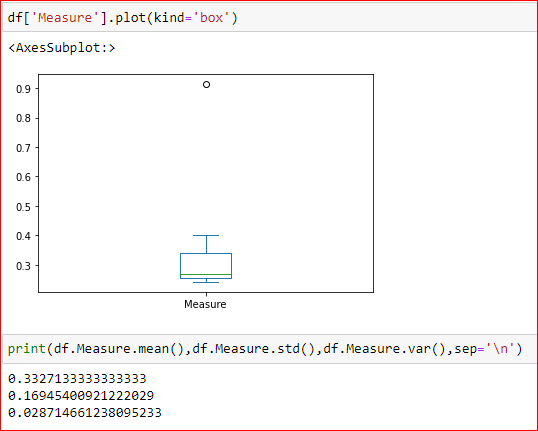 df['Measure'].plot(kind='box')
<AxesSubplot:>
0.9
0.8
0.7
0.6
0.5
0.4
0.3
Measure
print(df.Measure.mean(),df.Measure.std(),df.Measure.var(),sep='\n')
0.3327133333333333
0.16945400921222029
0.028714661238095233